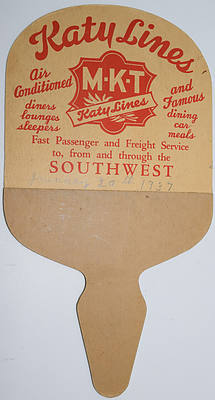 Katy Lines
Air
Conditioned
diners
lounges
sleepers
M-K-T
Katy Lines
and
Famous
dining
car
meals
Fast Passenger and Freight Service
to, from and through the
SOUTHWEST
20th 1937